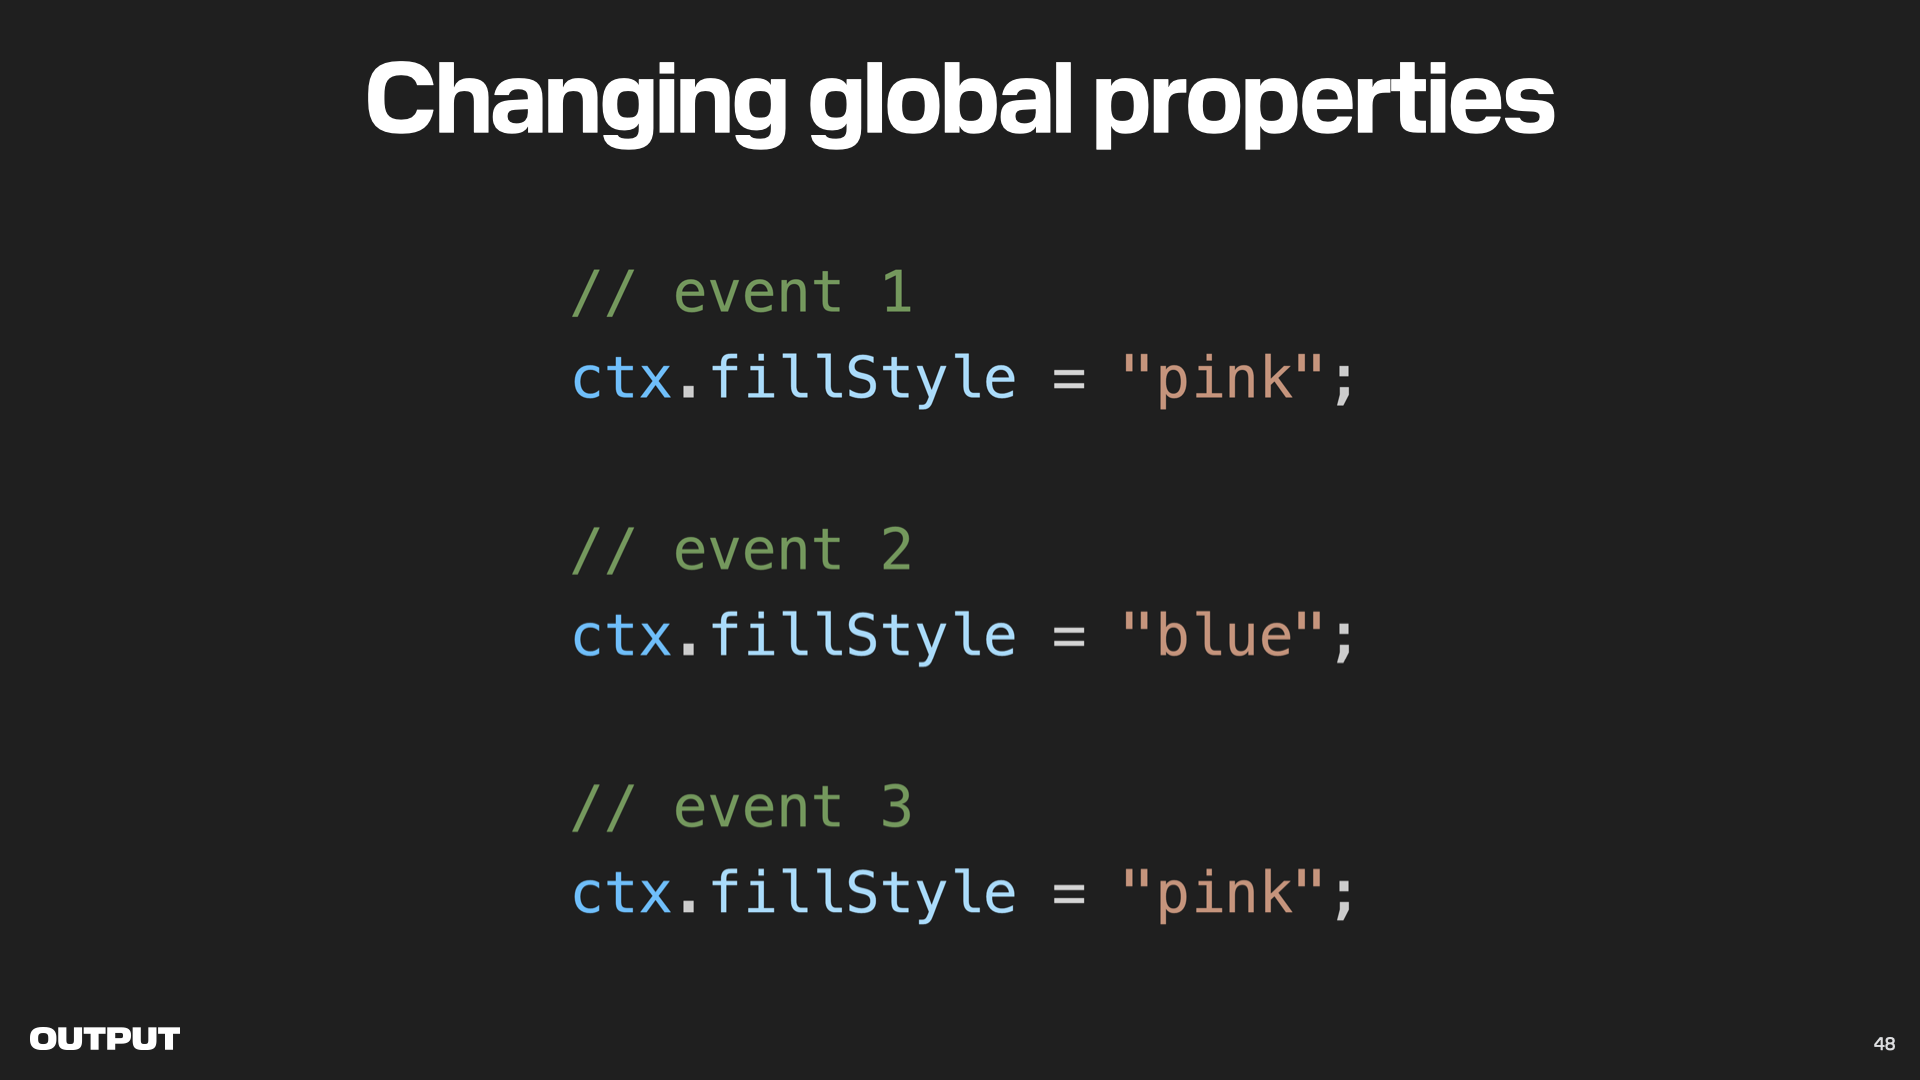 Changing global properties
// event 1
ctx.fillStyle = "pink";
// event 2
ctx.fillStyle = "blue";
// event 3
ctx.fillStyle = "pink";
OUTPUT
48